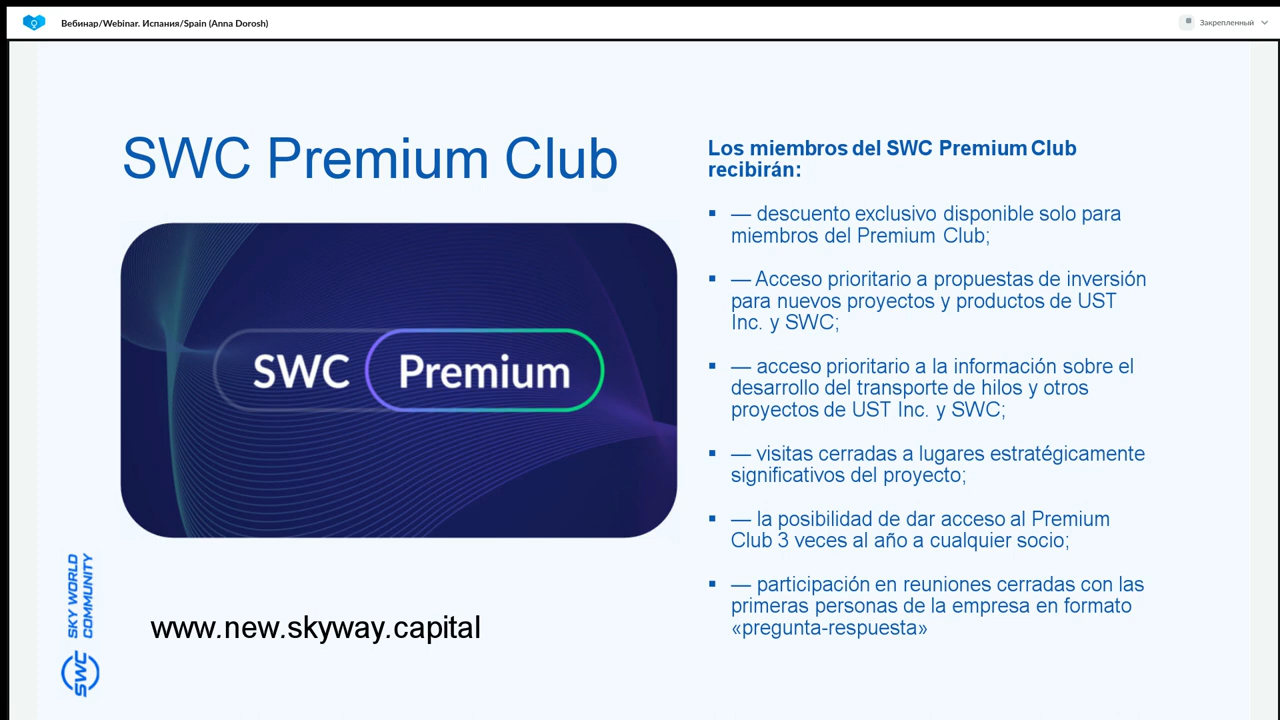 Вебинар/Webinar. Испания/Spain (Anna Dorosh)
Закрепленный
SWC Premium Club
SWC Premium
SKY WORLD
COMMUNITY
SWC
www.new.skyway.capital
Los miembros del SWC Premium Club
recibirán:
▪ — descuento exclusivo disponible solo para
miembros del Premium Club;
▪ — Acceso prioritario a propuestas de inversión
para nuevos proyectos y productos de UST
Inc. y SWC;
▪ — acceso prioritario a la información sobre el
desarrollo del transporte de hilos y otros
proyectos de UST Inc. y SWC;
▪ — visitas cerradas a lugares estratégicamente
significativos del proyecto;
▪ — la posibilidad de dar acceso al Premium
Club 3 veces al año a cualquier socio;
▪ — participación en reuniones cerradas con las
primeras personas de la empresa en formato
«pregunta-respuesta»